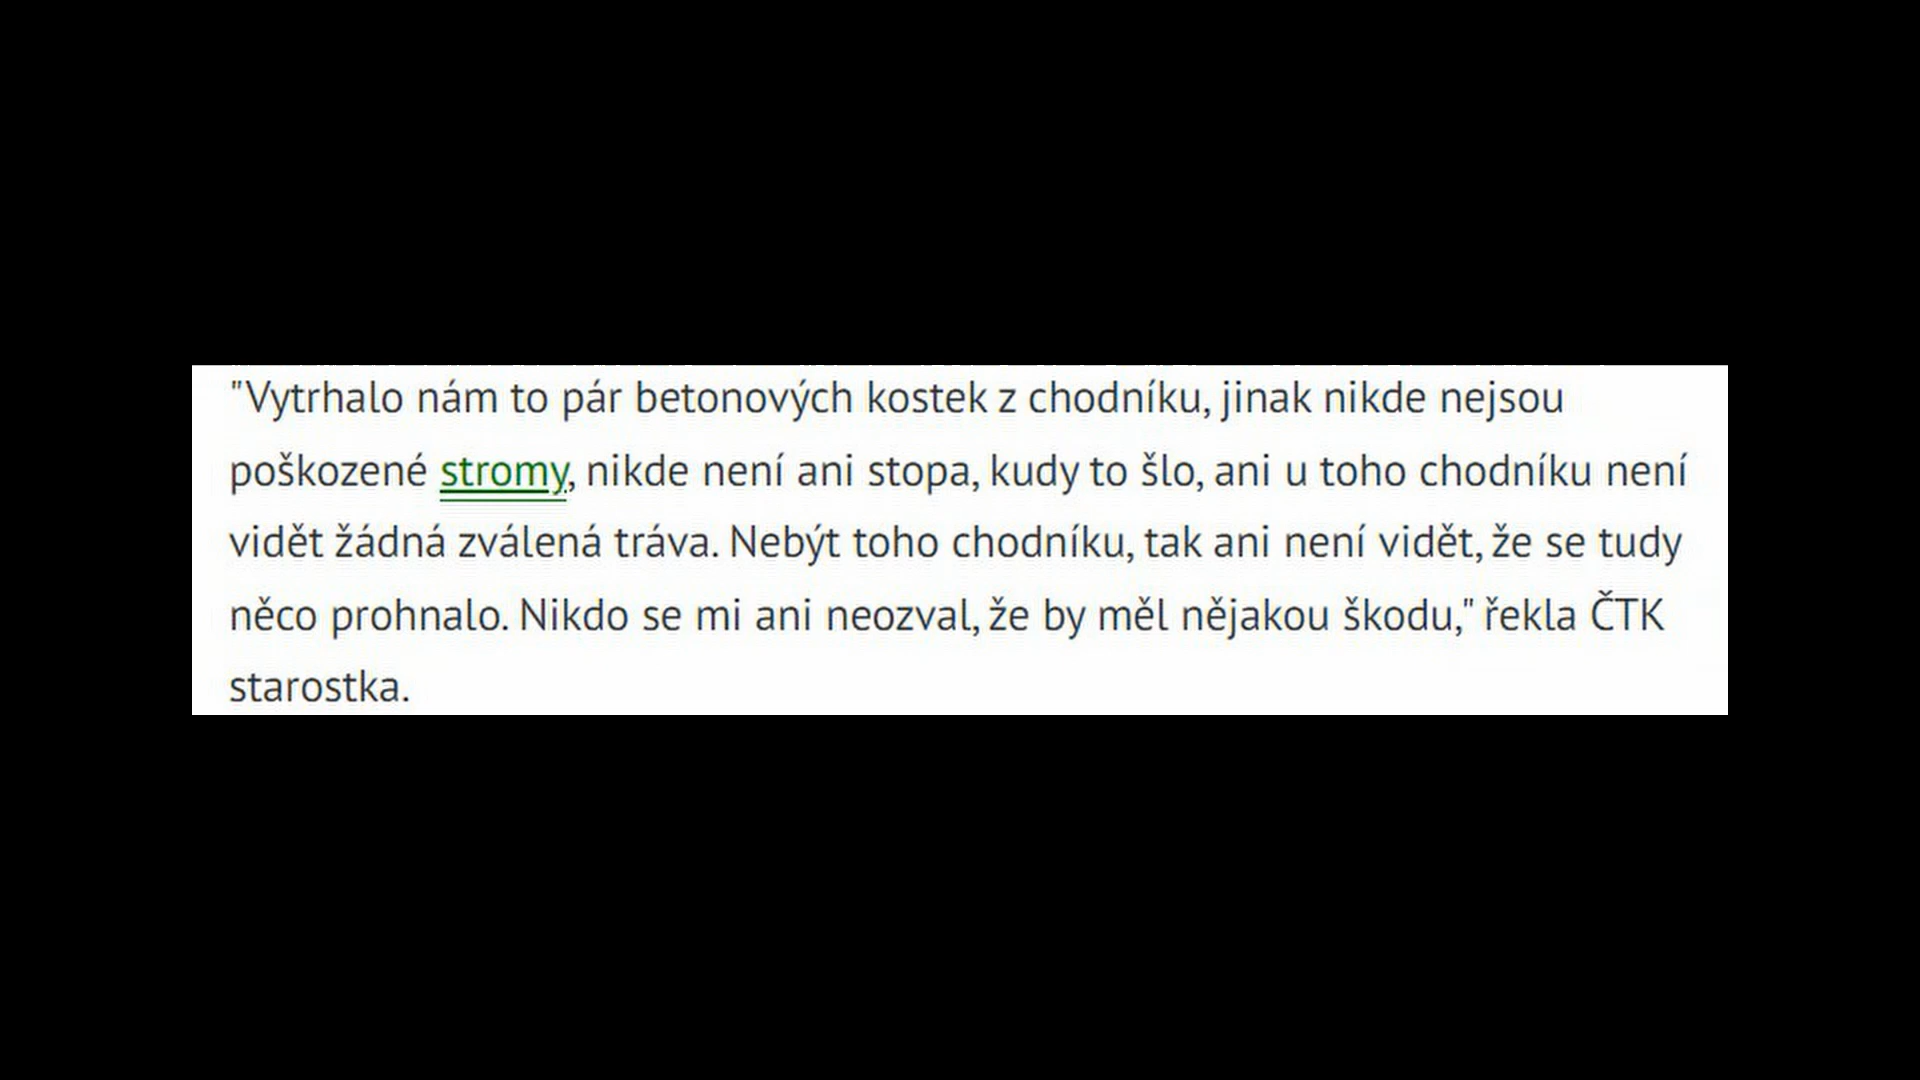 "Vytrhalo nám to pár betonových kostek z chodníku, jinak nikde nejsou
poškozené stromy, nikde není ani stopa, kudy to šlo, ani u toho chodníku není
vidět žádná zválená tráva. Nebýt toho chodníku, tak ani není vidět, že se tudy
něco prohnalo. Nikdo se mi ani neozval, že by měl nějakou škodu," řekla ČTK
starostka.